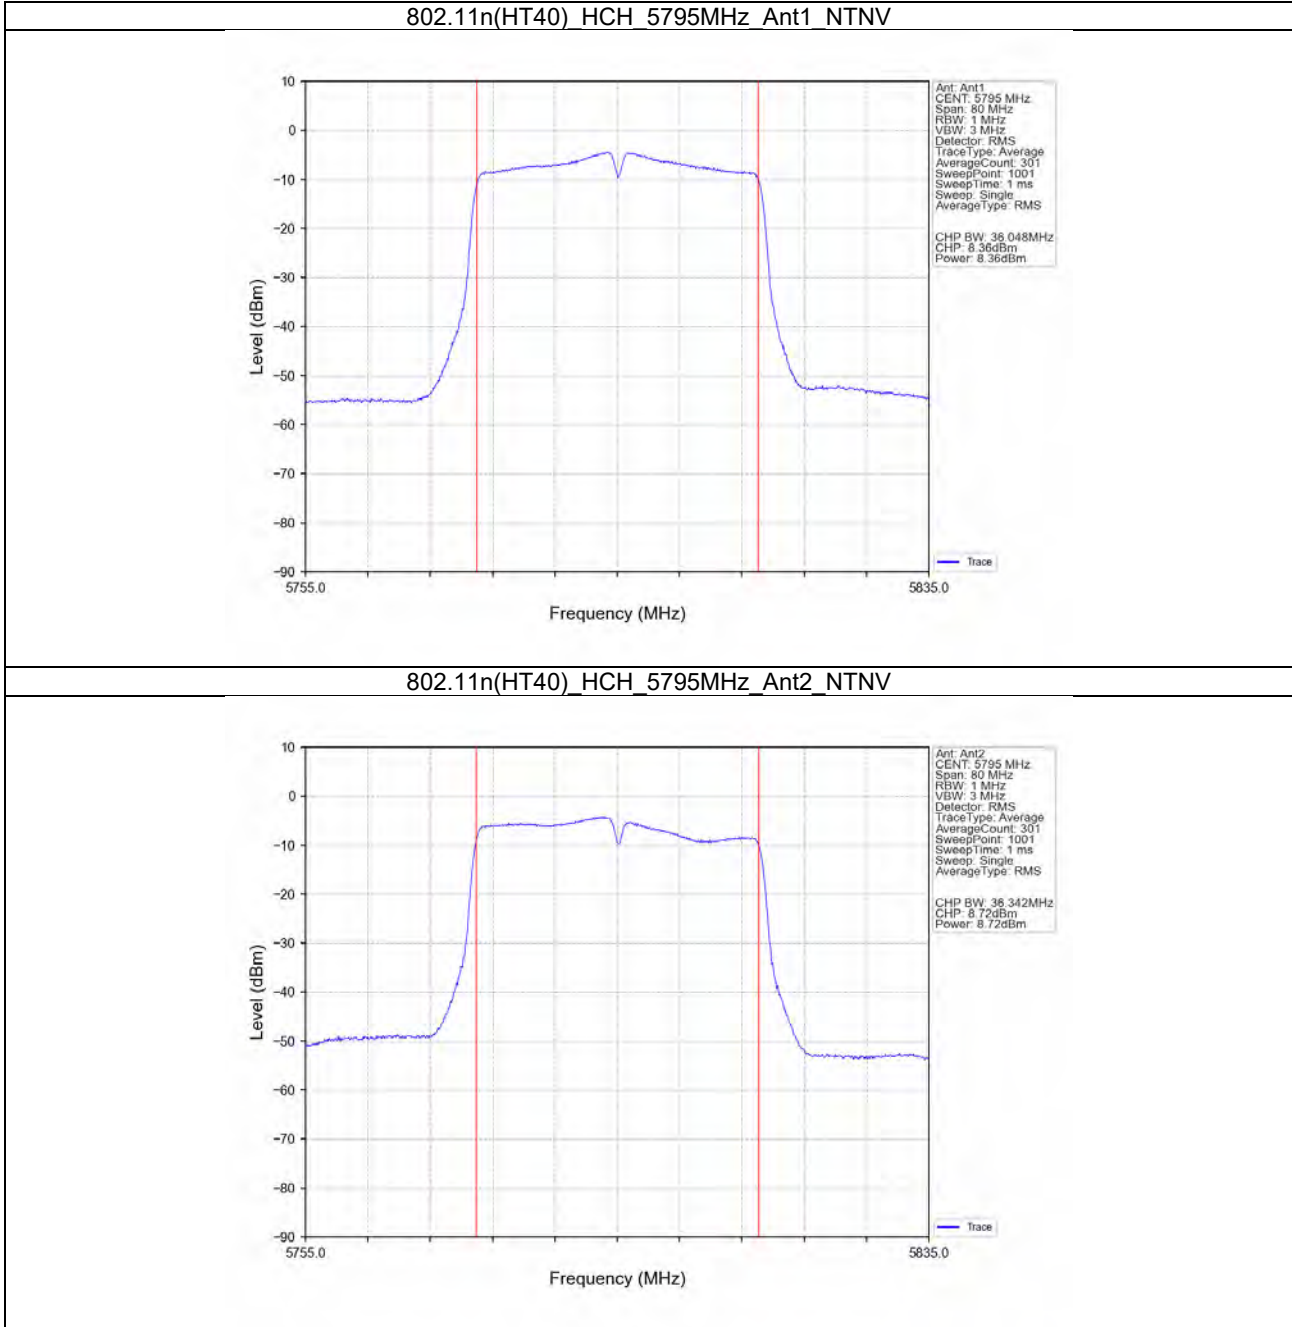 802.11n(HT40)_HCH_5795MHz_Ant1_NTNV
10
0
−10
−20
−30
−40
−50
−60
−70
−80
−90
Level (dBm)
5755.0
5835.0
Frequency (MHz)
Ant: Ant1
CENT: 5795 MHz
Span: 80 MHz
RBW: 1 MHz
VBW: 3 MHz
Detector: RMS
TraceType: Average
AverageCount: 301
SweepPoint: 1001
SweepTime: 1 ms
Sweep: Single
AverageType: RMS
CHP BW: 36.048MHz
CHP: 8.36dBm
Power: 8.36dBm
Trace
802.11n(HT40)_HCH_5795MHz_Ant2_NTNV
10
0
−10
−20
−30
−40
−50
−60
−70
−80
−90
Level (dBm)
5755.0
5835.0
Frequency (MHz)
Ant: Ant2
CENT: 5795 MHz
Span: 80 MHz
RBW: 1 MHz
VBW: 3 MHz
Detector: RMS
TraceType: Average
AverageCount: 301
SweepPoint: 1001
SweepTime: 1 ms
Sweep: Single
AverageType: RMS
CHP BW: 36.342MHz
CHP: 8.72dBm
Power: 8.72dBm
Trace